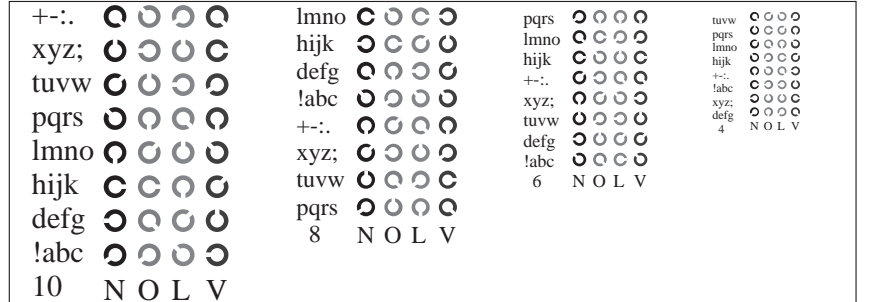 +-:.
xyz;
tuvw
pqrs
lmno
hijk
defg
!abc
10 N O L V
lmno
hijk
defg
!abc
+-:.
xyz;
tuvw
pqrs
8 N O L V
pqrs
lmno
hijk
+-:.
xyz;
tuvw
defg
!abc
6 N O L V
tuvw
pqrs
lmno
hijk
+-:.
!abc
xyz;
defg
4 N O L V